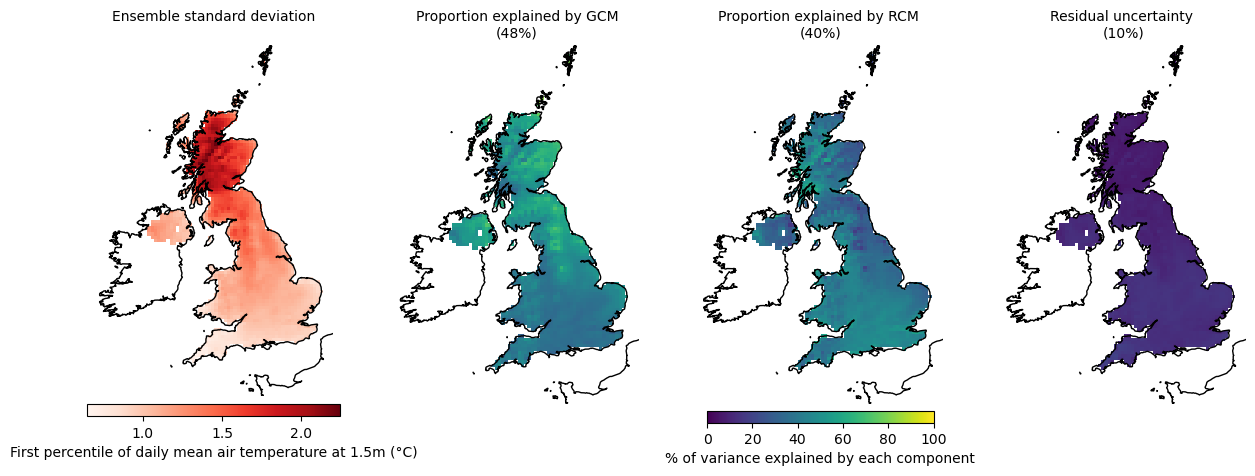 Ensemble standard deviation
Proportion explained by GCM
(48%)
Proportion explained by RCM
(40%)
Residual uncertainty
(10%)
1.0 1.5 2.0
First percentile of daily mean air temperature at 1.5m (°C)
0 20 40 60 80 100
% of variance explained by each component